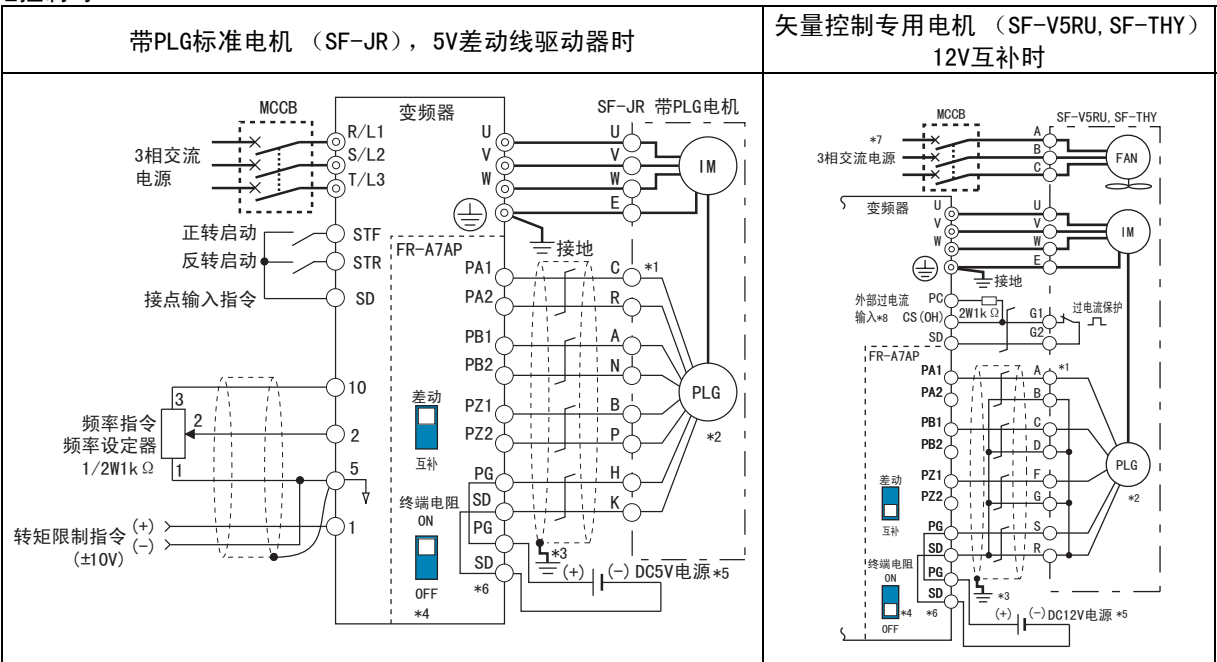 带PLG标准电机 （SF-JR），5V差动线驱动器时
矢量控制专用电机 （SF-V5RU,SF-THY）
12V互补时
MCCB
变频器
SF-JR 带PLG电机
3相交流
电源
R/L1
S/L2
T/L3
U
V
W
U
V
W
E
IM
正转启动
反转启动
接点输入指令
STF
STR
SD
FR-A7AP
接地
PA1
PA2
PB1
PB2
PZ1
PZ2
PG
SD
PG
SD
C
R
A
N
B
P
H
K
*1
PLG
*2
差动
互补
终端电阻
ON
OFF
*4
*6
*3
(+)
(-)
DC5V电源*5
频率指令
频率设定器
1/2W1kΩ
3
2
1
10
2
5
1
转矩限制指令
(±10V)
(+)
(-)
MCCB
SF-V5RU,SF-THY
*7
3相交流电源
A
B
C
FAN
变频器
U
V
W
U
V
W
E
IM
接地
外部过电流
输入*8
PC
CS(OH)
SD
2W1kΩ
G1
G2
过电流保护
FR-A7AP
PA1
PA2
PB1
PB2
PZ1
PZ2
PG
SD
PG
SD
A
B
C
D
F
G
S
R
*1
PLG
*2
差动
互补
终端电阻
ON
OFF
*4
*6
*3
(+)
(-)
DC12V电源 *5